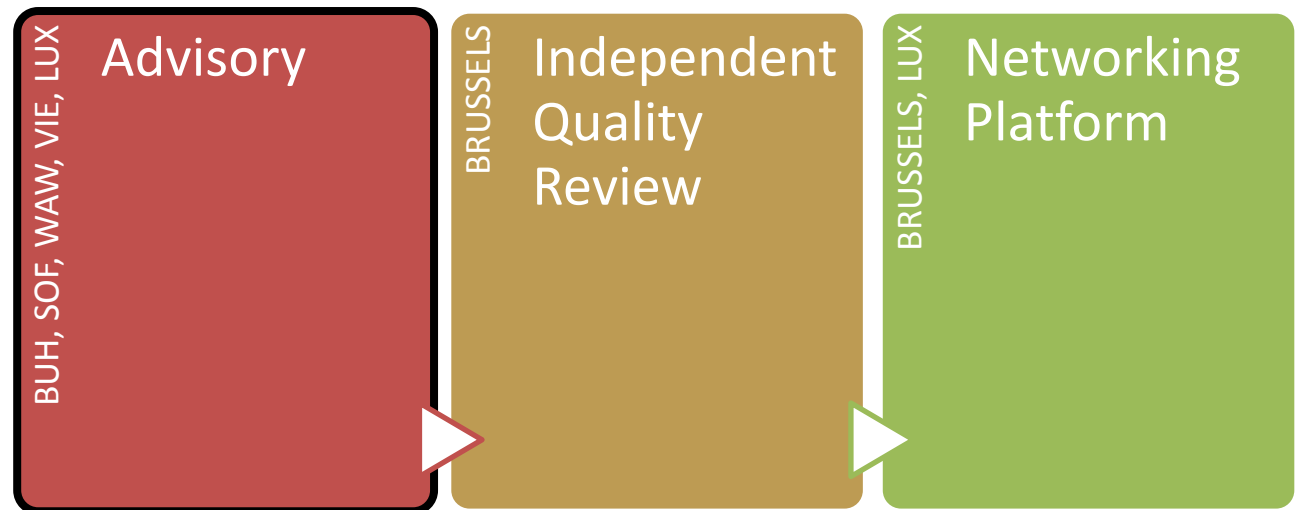 BUH, SOF, WAW, VIE, LUX
Advisory
BRUSSELS
Independent
Quality
Review
BRUSSELS, LUX
Networking
Platform